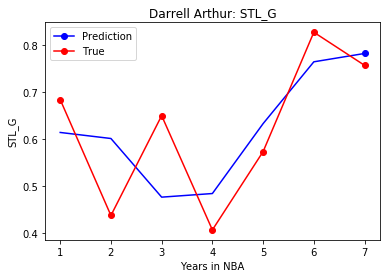 Darrell Arthur: STL_G
Prediction
True
0.8
0.7
0.6
0.5
0.4
STL_G
1 2 3 4 5 6 7
Years in NBA